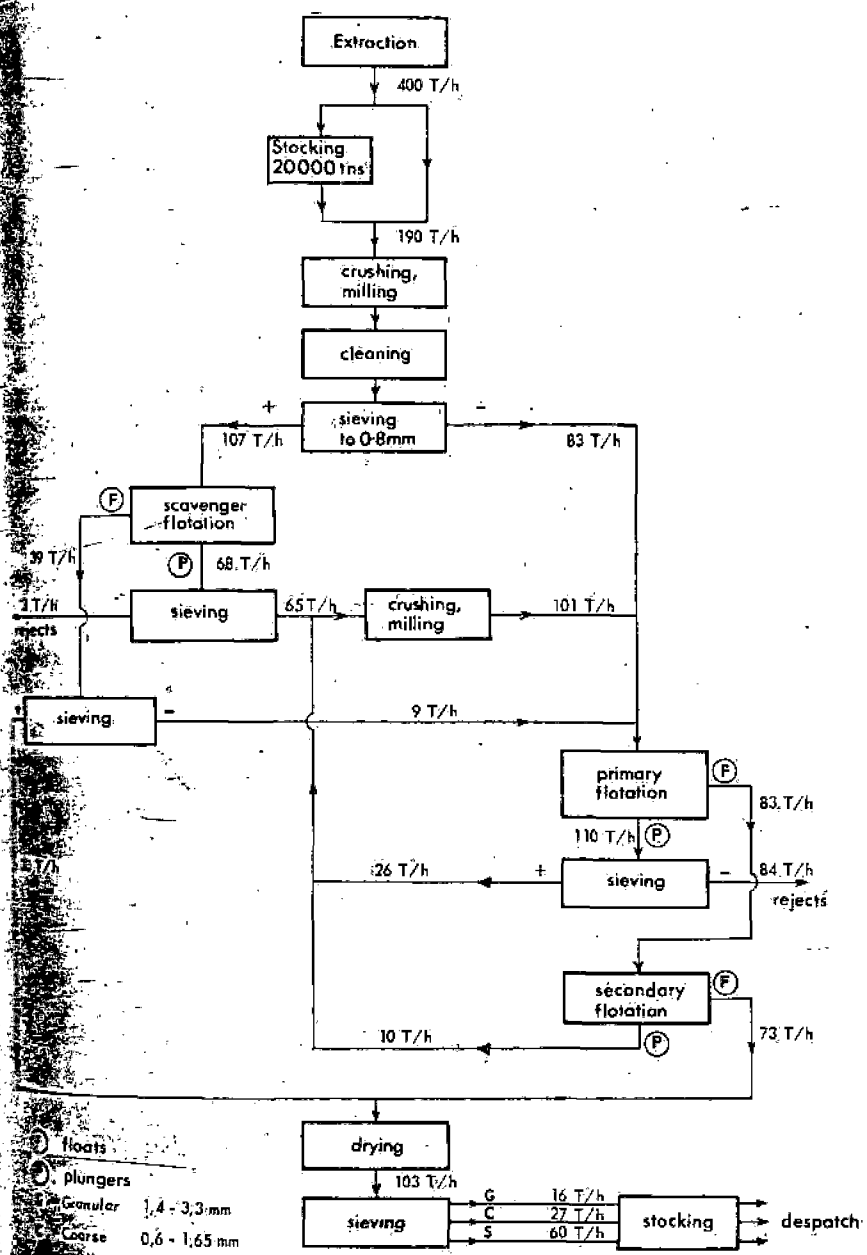 Extraction
400 T/h
Stocking
20000 tns
190 T/h
crushing,
milling
cleaning
+
-
sieving
to 0·8mm
107 T/h
83 T/h
F
scavenger
flotation
39 T/h
P
68 T/h
T/h
rejects
sieving
65 T/h
crushing,
milling
101 T/h
sieving
-
9 T/h
primary
flotation
F
83 T/h
110 T/h
P
T/h
26 T/h
+
sieving
-
84 T/h
rejects
secondary
flotation
F
10 T/h
P
73 T/h
drying
floats
103 T/h
plungers
Granular 1,4 - 3,3 mm
Coarse 0,6 - 1,65 mm
sieving
G 16 T/h
C 27 T/h
S 60 T/h
stocking
despatch